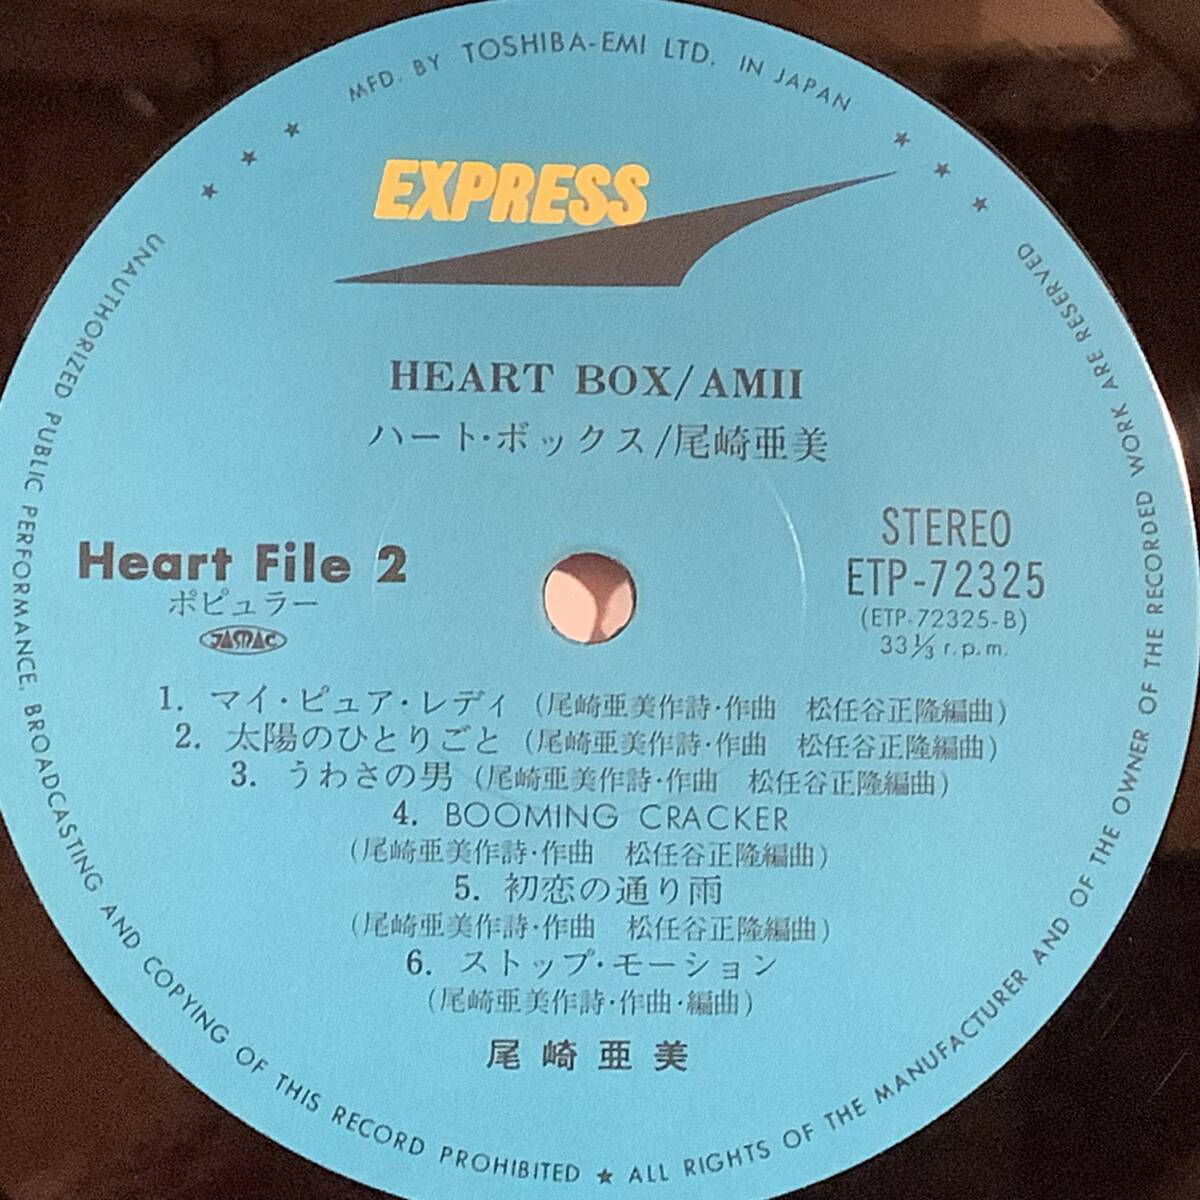 MFD. BY TOSHIBA-EMI LTD. IN JAPAN
EXPRESS
HEART BOX/AMII
ハート・ボックス/尾崎亜美
Heart File 2
ポピュラー
JASRAC
STEREO
ETP-72325
(ETP-72325-B)
33⅓ r.p.m.
1. マイ・ピュア・レディ (尾崎亜美作詩・作曲 松任谷正隆編曲)
2. 太陽のひとりごと (尾崎亜美作詩・作曲 松任谷正隆編曲)
3. うわさの男 (尾崎亜美作詩・作曲 松任谷正隆編曲)
4. BOOMING CRACKER
(尾崎亜美作詩・作曲 松任谷正隆編曲)
5. 初恋の通り雨
(尾崎亜美作詩・作曲 松任谷正隆編曲)
6. ストップ・モーション
(尾崎亜美作詩・作曲・編曲)
尾崎亜美
UNAUTHORIZED PUBLIC PERFORMANCE. BROADCASTING AND COPYING OF THIS RECORD PROHIBITED ★ ALL RIGHTS OF THE MANUFACTURER AND OF THE OWNER OF THE RECORDED WORK ARE RESERVED